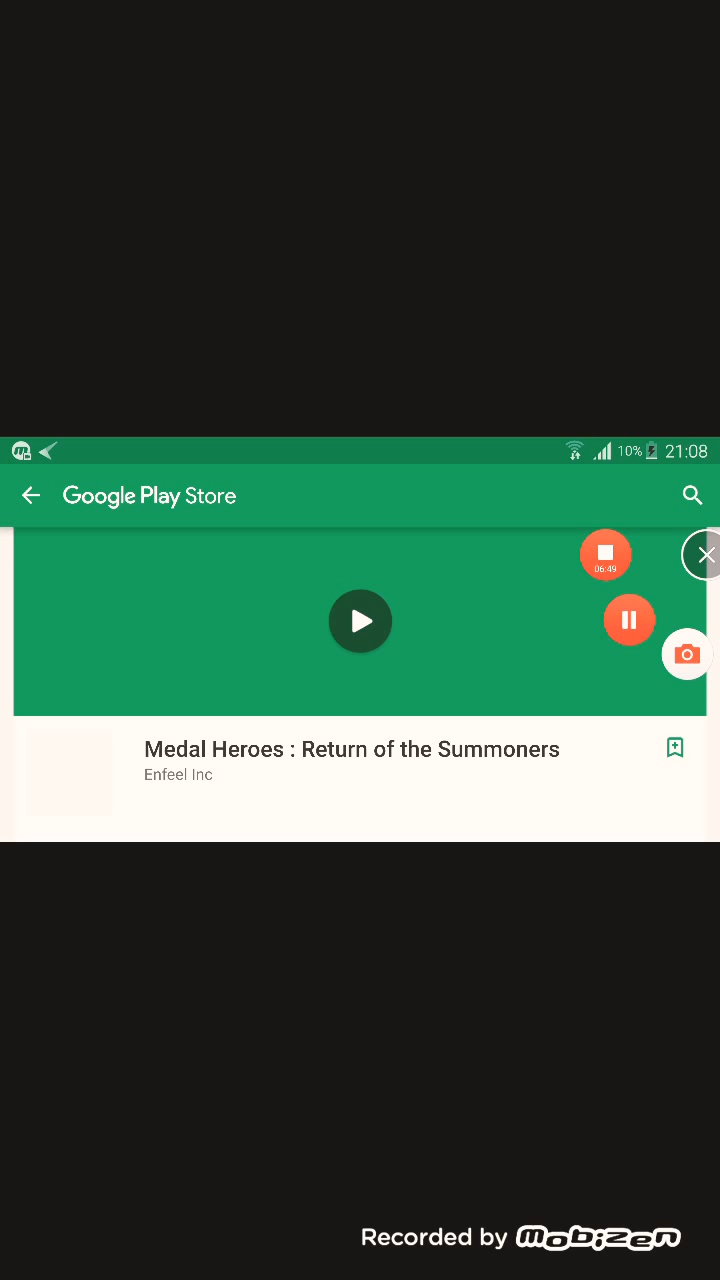 10% 21:08
Google Play Store
06:49
Medal Heroes : Return of the Summoners
Enfeel Inc
Recorded by mobizen